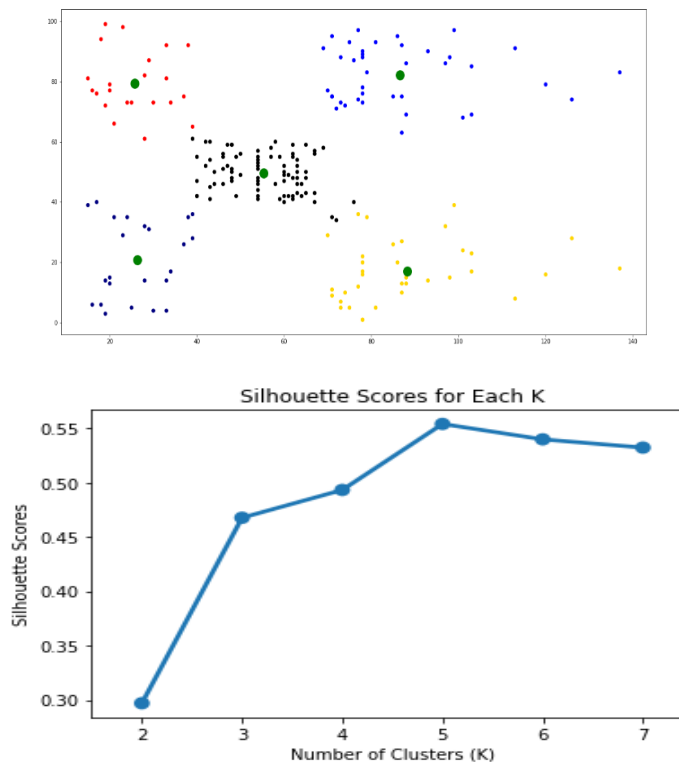 100
80
60
40
20
0
20 40 60 80 100 120 140
Silhouette Scores for Each K
0.55
0.50
0.45
0.40
0.35
0.30
Silhouette Scores
2 3 4 5 6 7
Number of Clusters (K)